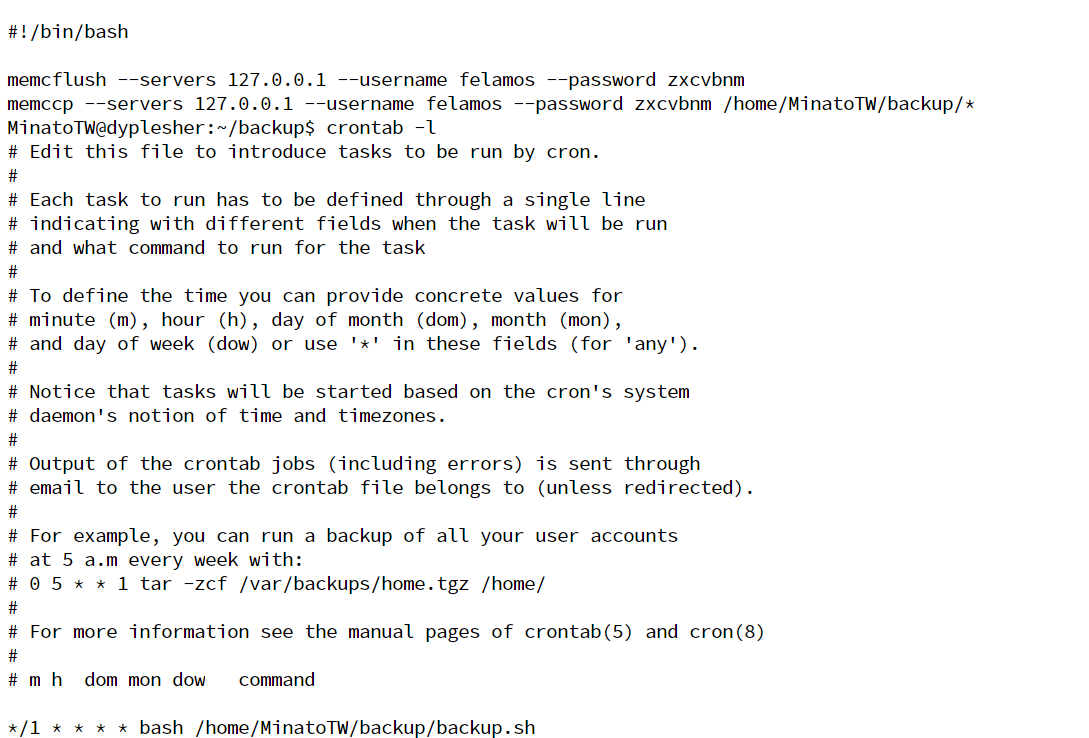 #!/bin/bash
memcflush --servers 127.0.0.1 --username felamos --password zxcvbnm
memccp --servers 127.0.0.1 --username felamos --password zxcvbnm /home/MinatoTW/backup/*
MinatoTW@dyplesher:~/backup$ crontab -l
# Edit this file to introduce tasks to be run by cron.
#
# Each task to run has to be defined through a single line
# indicating with different fields when the task will be run
# and what command to run for the task
#
# To define the time you can provide concrete values for
# minute (m), hour (h), day of month (dom), month (mon),
# and day of week (dow) or use '*' in these fields (for 'any').
#
# Notice that tasks will be started based on the cron's system
# daemon's notion of time and timezones.
#
# Output of the crontab jobs (including errors) is sent through
# email to the user the crontab file belongs to (unless redirected).
#
# For example, you can run a backup of all your user accounts
# at 5 a.m every week with:
# 0 5 * * 1 tar -zcf /var/backups/home.tgz /home/
#
# For more information see the manual pages of crontab(5) and cron(8)
#
# m h  dom mon dow   command
*/1 * * * * bash /home/MinatoTW/backup/backup.sh